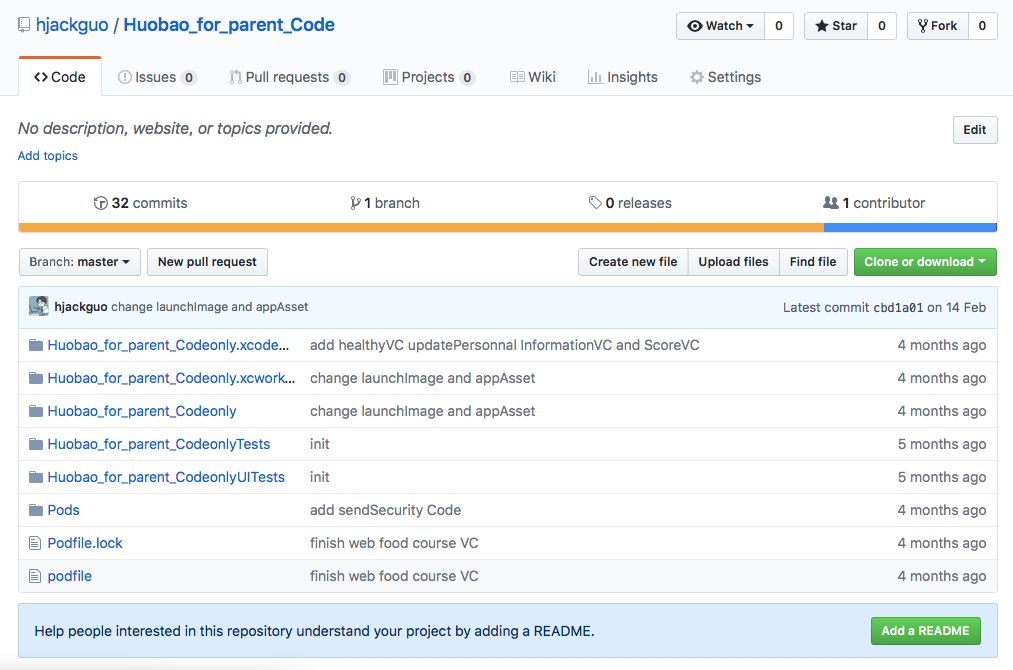 hjackguo / Huobao_for_parent_Code
Watch 0 Star 0 Fork 0
Code Issues 0 Pull requests 0 Projects 0 Wiki Insights Settings
No description, website, or topics provided.
Edit
Add topics
32 commits 1 branch 0 releases 1 contributor
Branch: master New pull request Create new file Upload files Find file Clone or download
hjackguo change launchImage and appAsset Latest commit cbd1a01 on 14 Feb
Huobao_for_parent_Codeonly.xcode... add healthyVC updatePersonnal InformationVC and ScoreVC 4 months ago
Huobao_for_parent_Codeonly.xcwork... change launchImage and appAsset 4 months ago
Huobao_for_parent_Codeonly change launchImage and appAsset 4 months ago
Huobao_for_parent_CodeonlyTests init 5 months ago
Huobao_for_parent_CodeonlyUITests init 5 months ago
Pods add sendSecurity Code 4 months ago
Podfile.lock finish web food course VC 4 months ago
podfile finish web food course VC 4 months ago
Help people interested in this repository understand your project by adding a README. Add a README